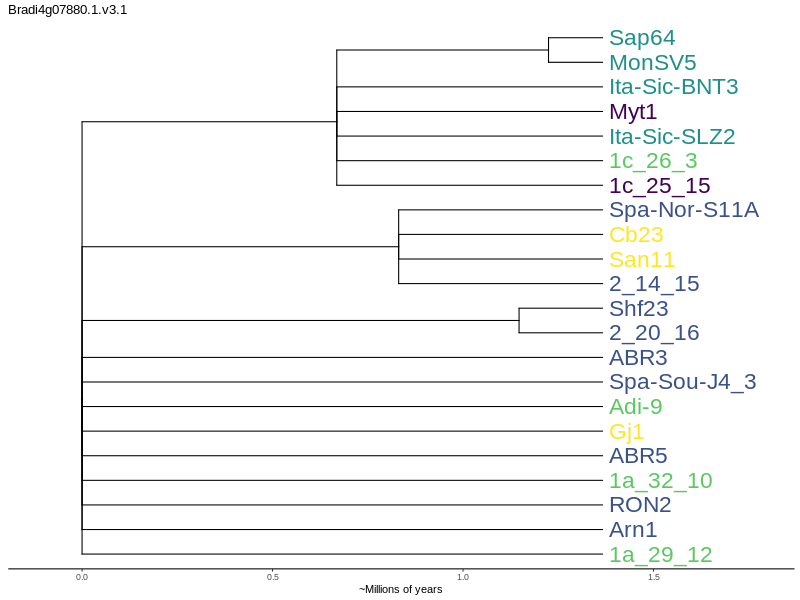 Bradi4g07880.1.v3.1
Sap64
MonSV5
Ita-Sic-BNT3
Myt1
Ita-Sic-SLZ2
1c_26_3
1c_25_15
Spa-Nor-S11A
Cb23
San11
2_14_15
Shf23
2_20_16
ABR3
Spa-Sou-J4_3
Adi-9
Gj1
ABR5
1a_32_10
RON2
Arn1
1a_29_12
0.0 0.5 1.0 1.5
~Millions of years